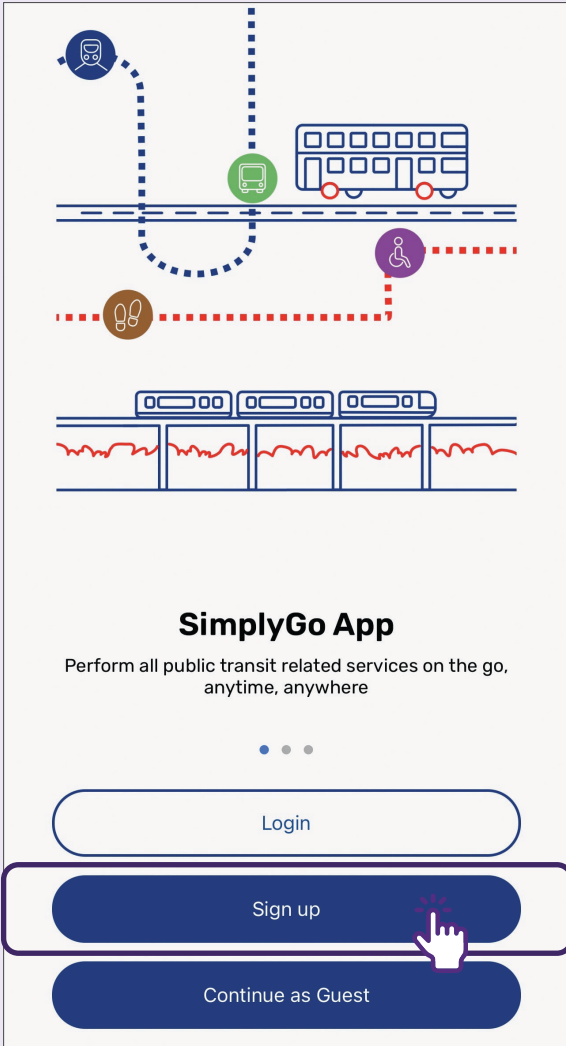 SimplyGo App
Perform all public transit related services on the go,
anytime, anywhere
Login
Sign up
Continue as Guest